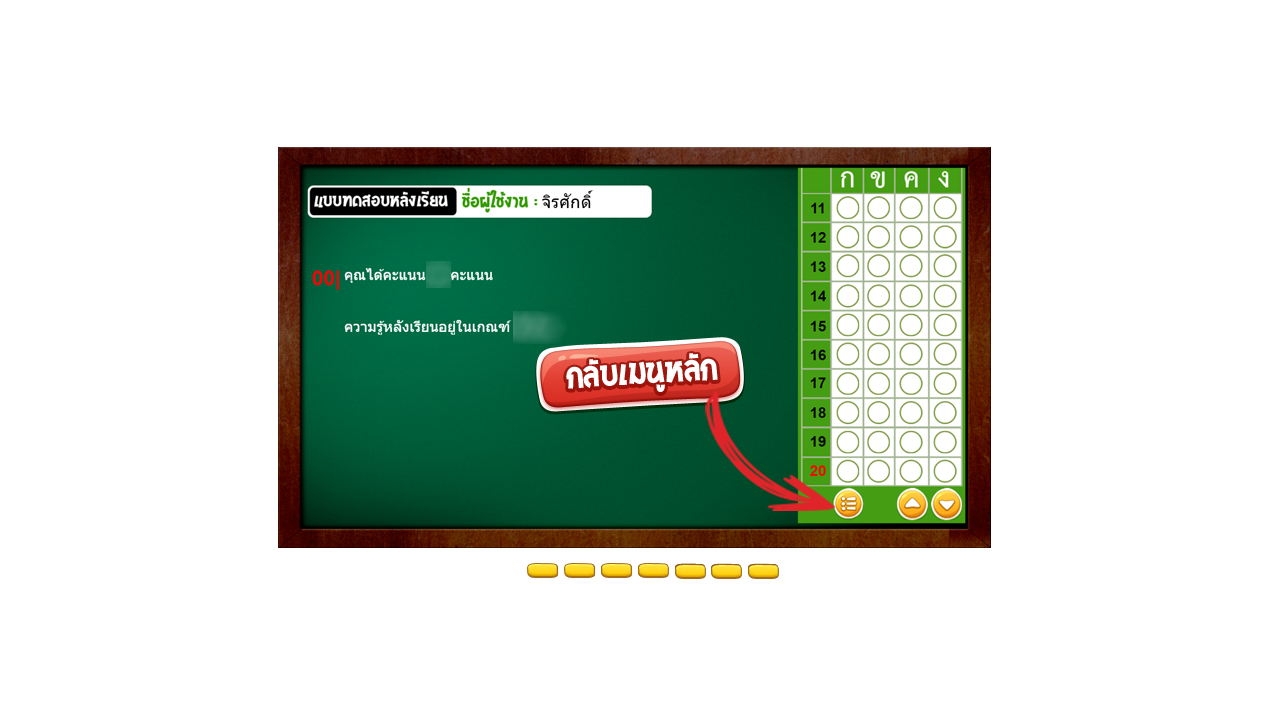 แบบทดสอบหลังเรียน ชื่อผู้ใช้งาน : จิรศักดิ์
00| คุณได้คะแนน คะแนน
ความรู้หลังเรียนอยู่ในเกณฑ์
กลับเมนูหลัก
ก ข ค ง
11
12
13
14
15
16
17
18
19
20